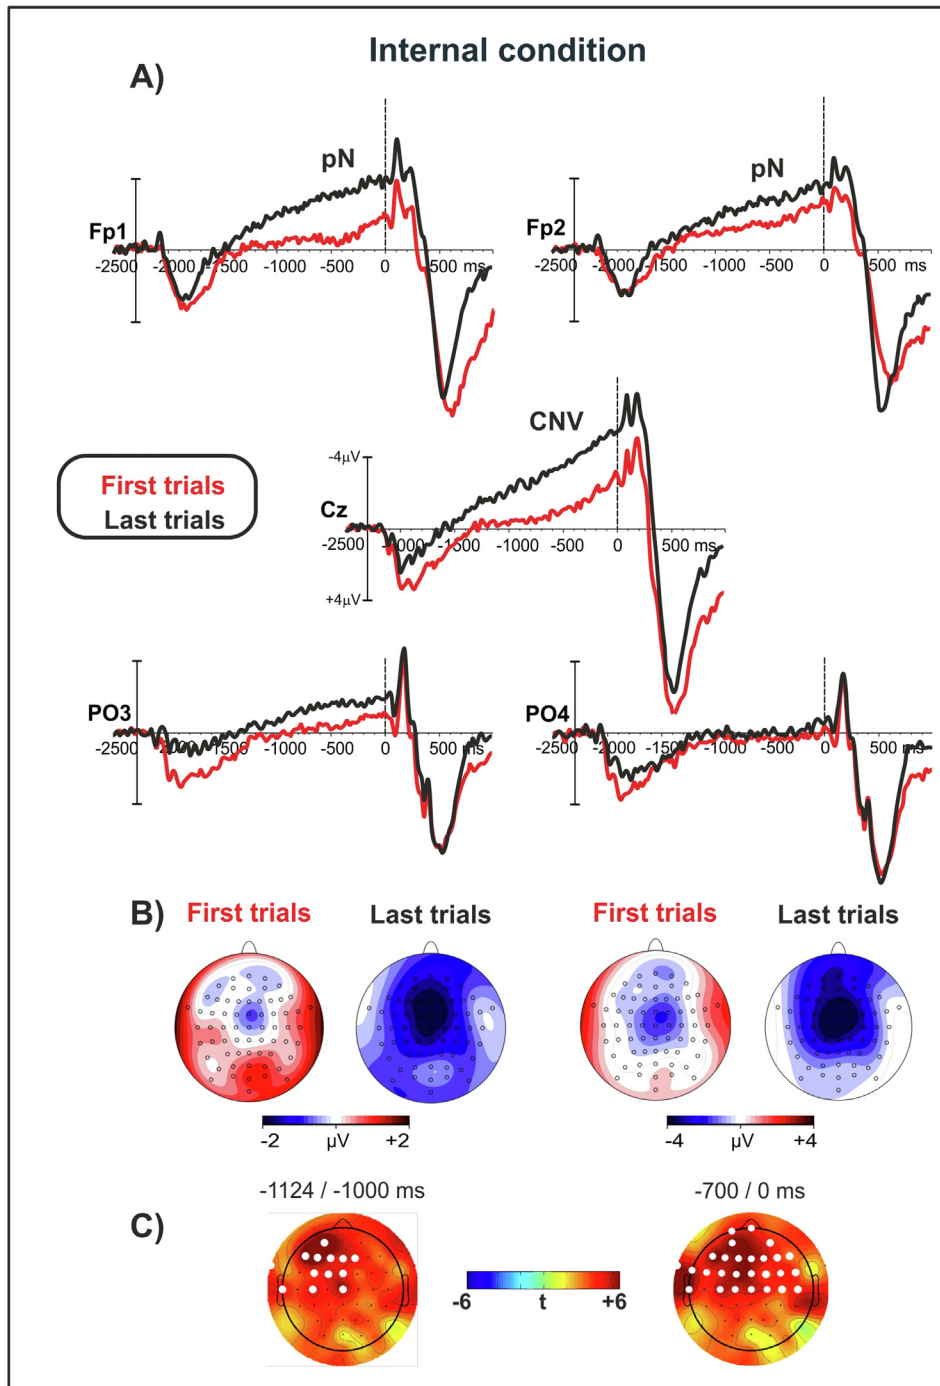 Internal condition
A)
pN
pN
Fp1
-2500 -2000 -1500 -1000 -500 0 500 ms
Fp2
-2500 -2000 -1500 -1000 -500 0 500 ms
CNV
-4µV
First trials
Last trials
Cz
-2500 -2000 -1500 -1000 -500 0 500 ms
+4µV
PO3
-2500 -2000 -1500 -1000 -500 0 500 ms
PO4
-2500 -2000 -1500 -1000 -500 0 500 ms
B)
First trials Last trials First trials Last trials
-2 µV +2
-4 µV +4
-1124 / -1000 ms
-700 / 0 ms
C)
-6 t +6